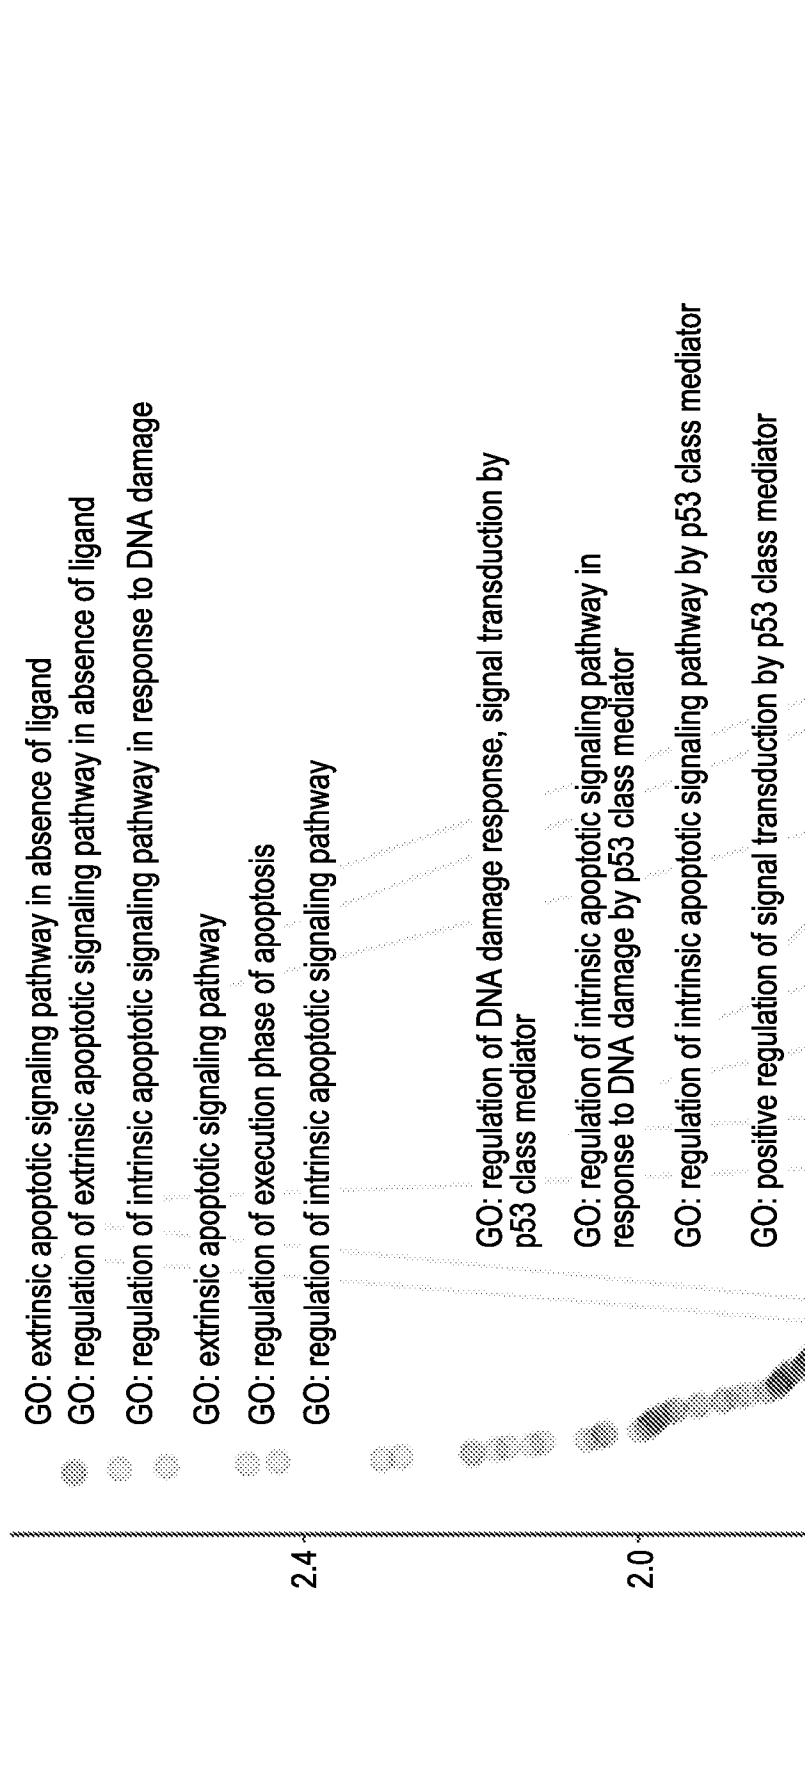 GO: extrinsic apoptotic signaling pathway in absence of ligand
GO: regulation of extrinsic apoptotic signaling pathway in absence of ligand
GO: regulation of intrinsic apoptotic signaling pathway in response to DNA damage
GO: extrinsic apoptotic signaling pathway
GO: regulation of execution phase of apoptosis
GO: regulation of intrinsic apoptotic signaling pathway
GO: regulation of DNA damage response, signal transduction by
p53 class mediator
GO: regulation of intrinsic apoptotic signaling pathway in
response to DNA damage by p53 class mediator
GO: regulation of intrinsic apoptotic signaling pathway by p53 class mediator
GO: positive regulation of signal transduction by p53 class mediator
2.4
2.0